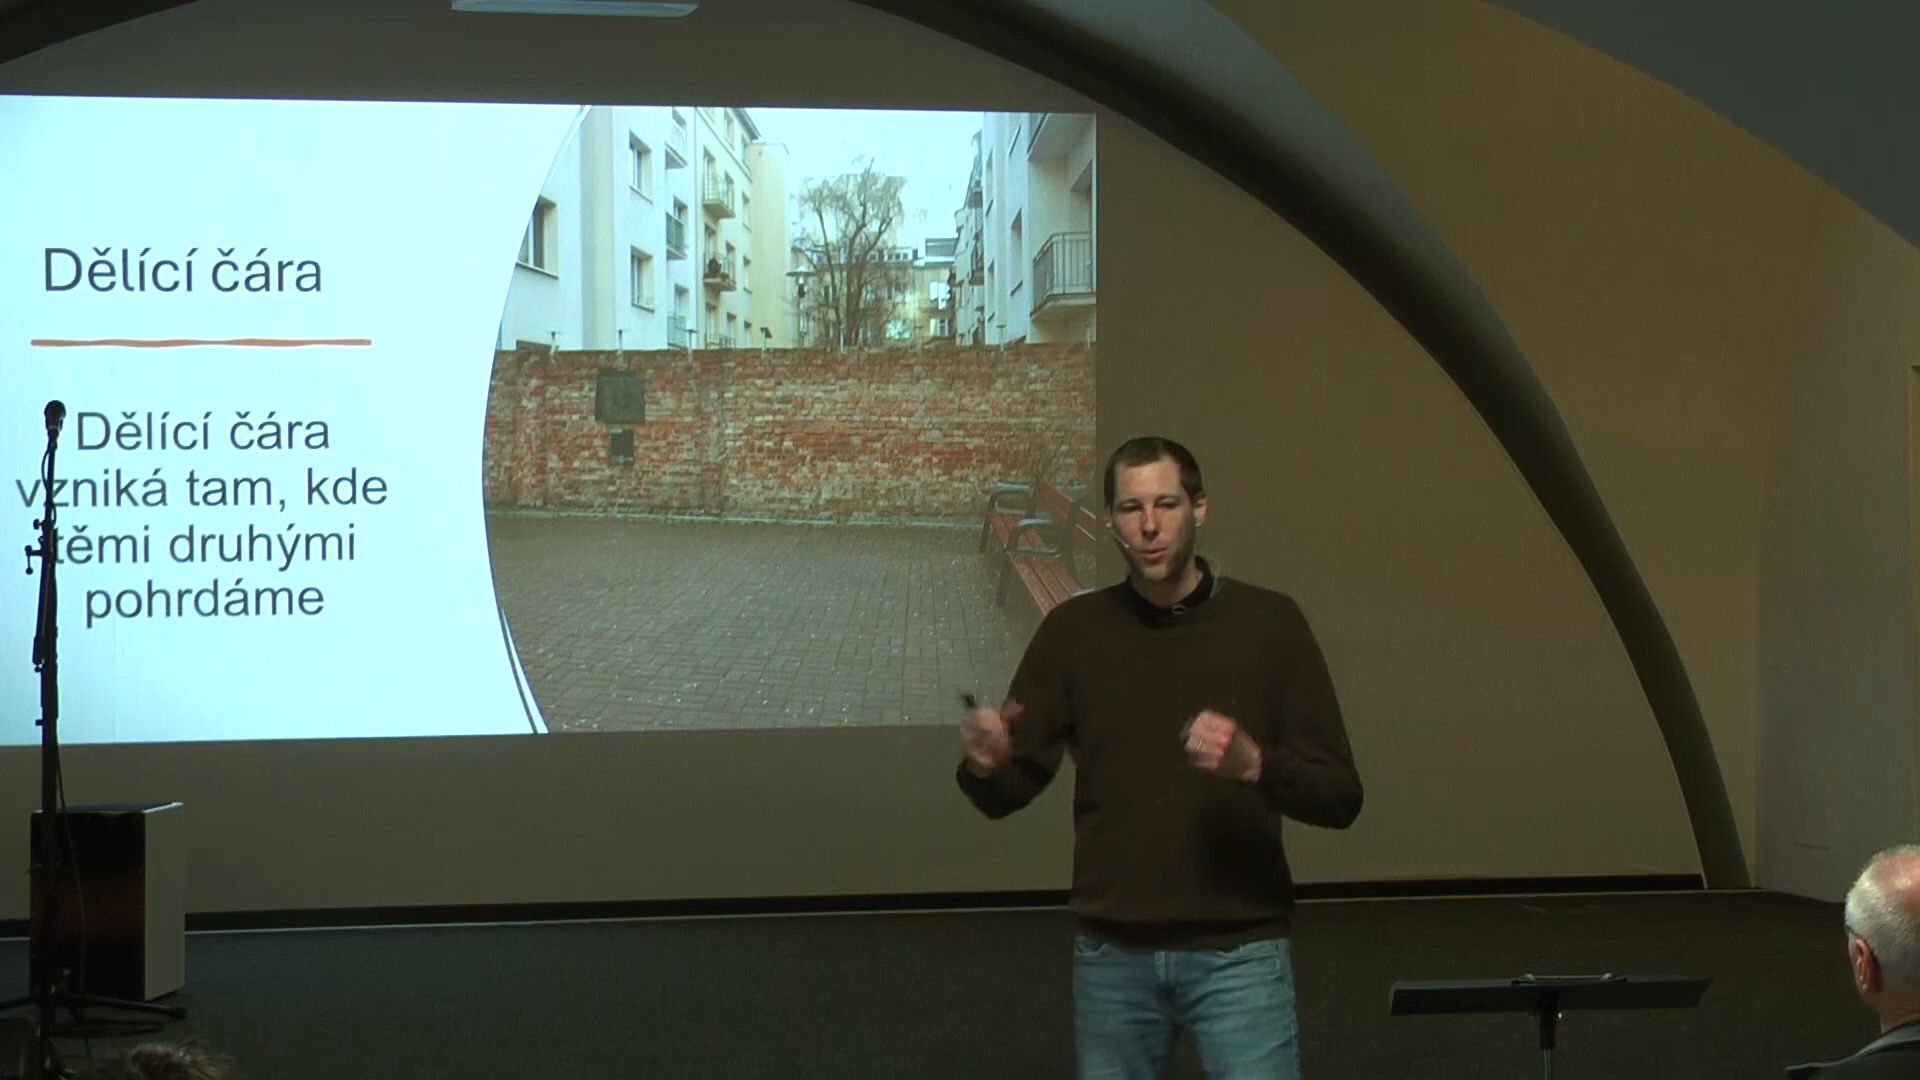 Dělící čára
Dělící čára
vzniká tam, kde
těmi druhými
pohrdáme